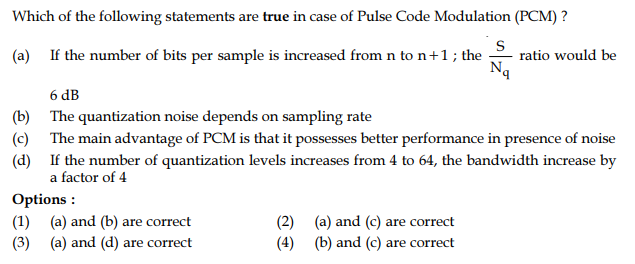 Which of the following statements are true in case of Pulse Code Modulation (PCM) ?
(a) If the number of bits per sample is increased from n to n+1 ; the S/Nq ratio would be
6 dB
(b) The quantization noise depends on sampling rate
(c) The main advantage of PCM is that it possesses better performance in presence of noise
(d) If the number of quantization levels increases from 4 to 64, the bandwidth increase by
a factor of 4
Options :
(1) (a) and (b) are correct (2) (a) and (c) are correct
(3) (a) and (d) are correct (4) (b) and (c) are correct